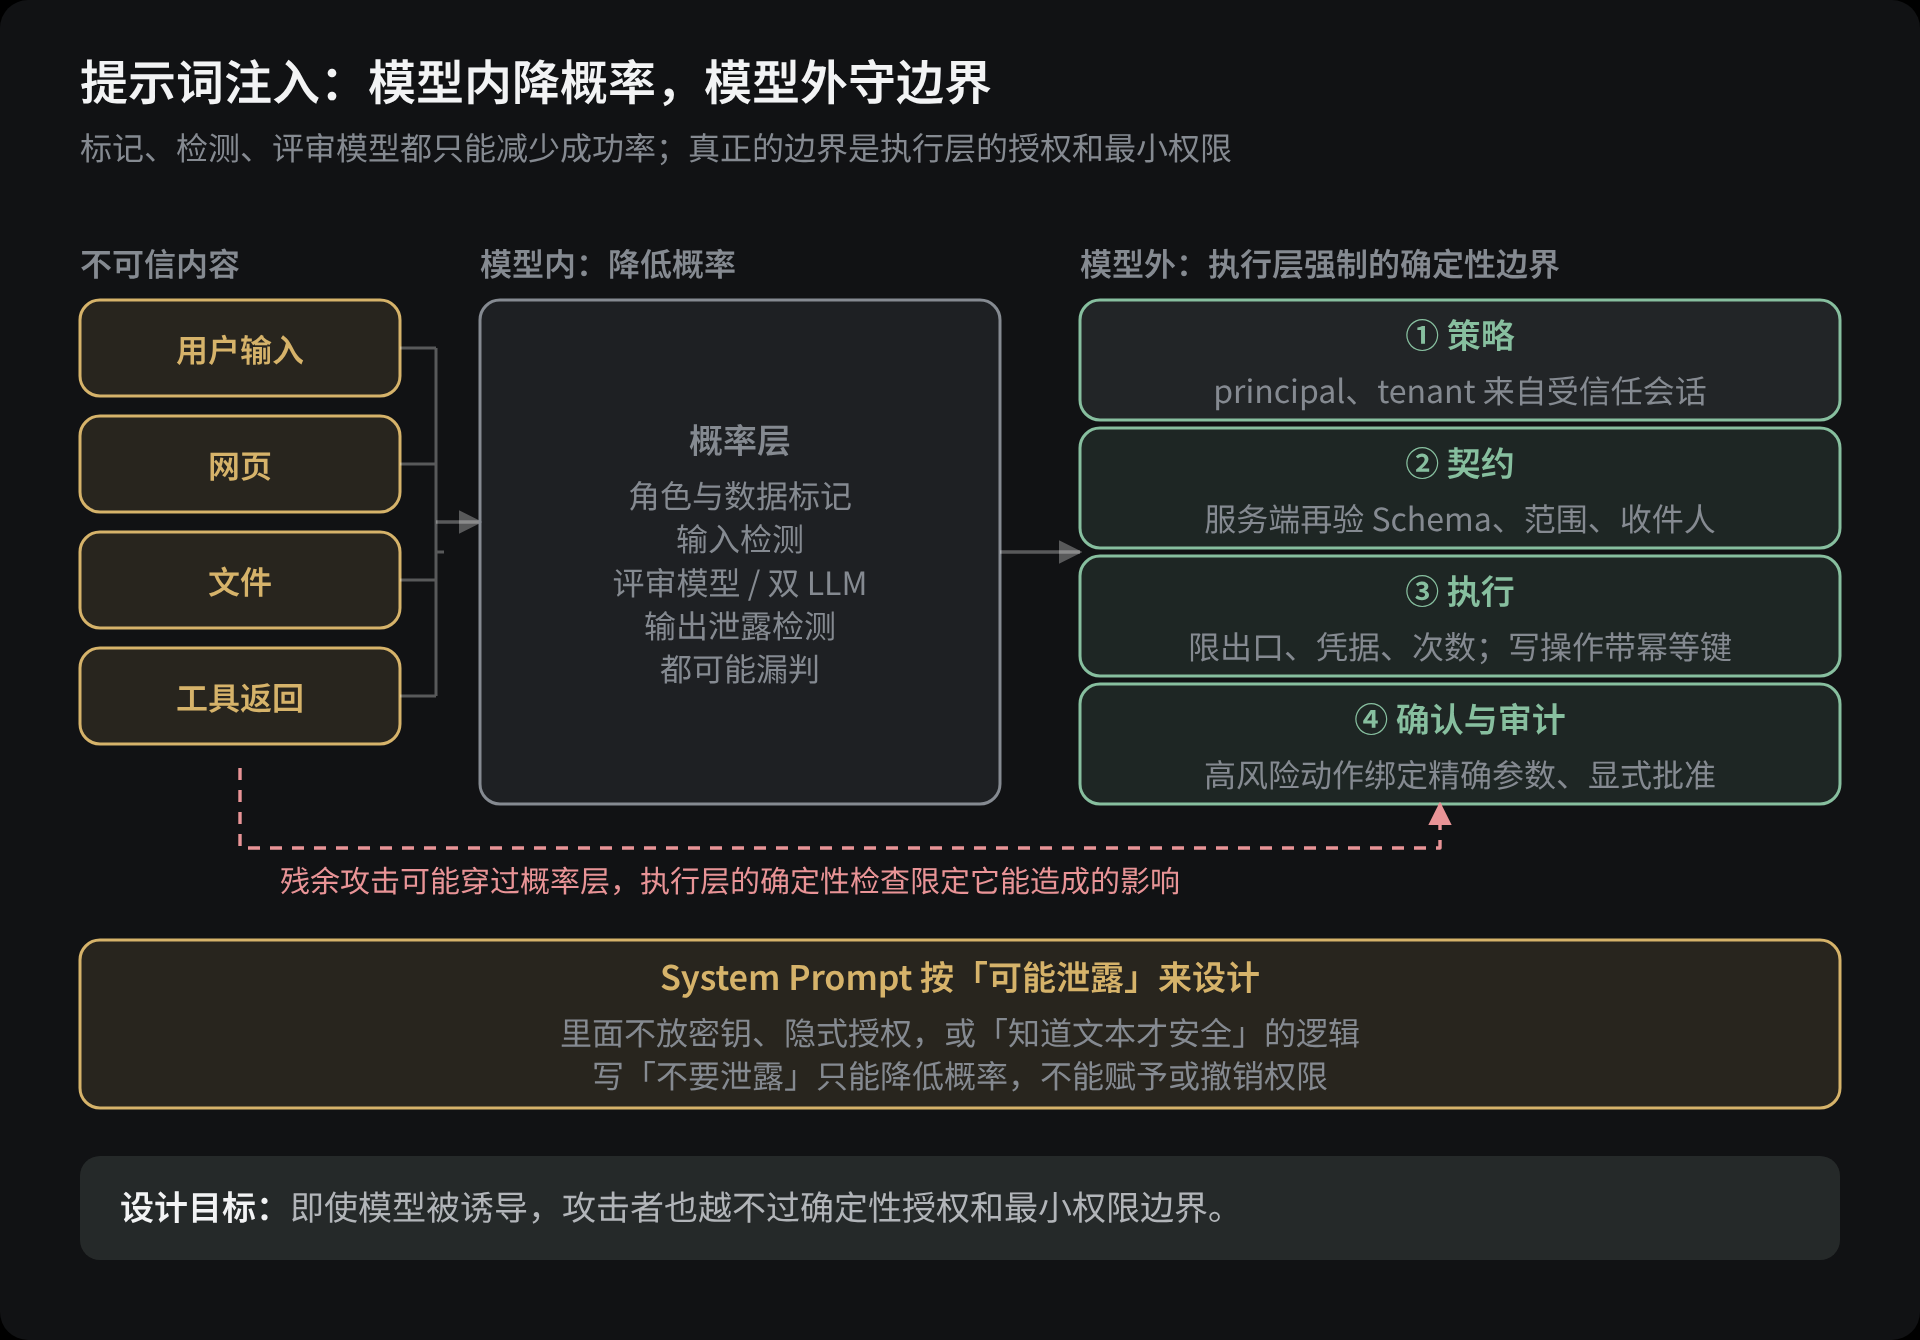 提示词注入：模型内降概率，模型外守边界
标记、检测、评审模型都只能减少成功率；真正的边界是执行层的授权和最小权限
不可信内容
用户输入
网页
文件
工具返回
模型内：降低概率
概率层
角色与数据标记
输入检测
评审模型 / 双 LLM
输出泄露检测
都可能漏判
模型外：执行层强制的确定性边界
① 策略
principal、tenant 来自受信任会话
② 契约
服务端再验 Schema、范围、收件人
③ 执行
限出口、凭据、次数；写操作带幂等键
④ 确认与审计
高风险动作绑定精确参数、显式批准
残余攻击可能穿过概率层，执行层的确定性检查限定它能造成的影响
System Prompt 按「可能泄露」来设计
里面不放密钥、隐式授权，或「知道文本才安全」的逻辑
写「不要泄露」只能降低概率，不能赋予或撤销权限
设计目标：即使模型被诱导，攻击者也越不过确定性授权和最小权限边界。